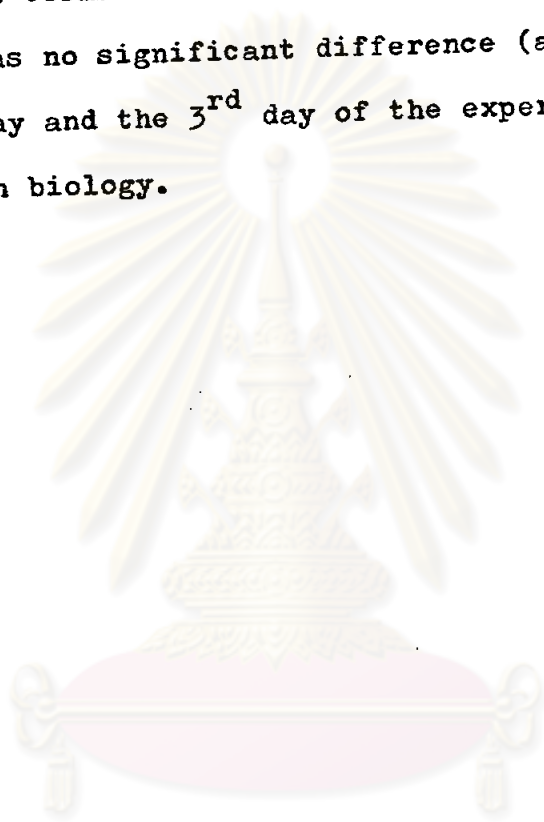 as no significant difference (a
ay and the 3rd day of the exper
n biology.